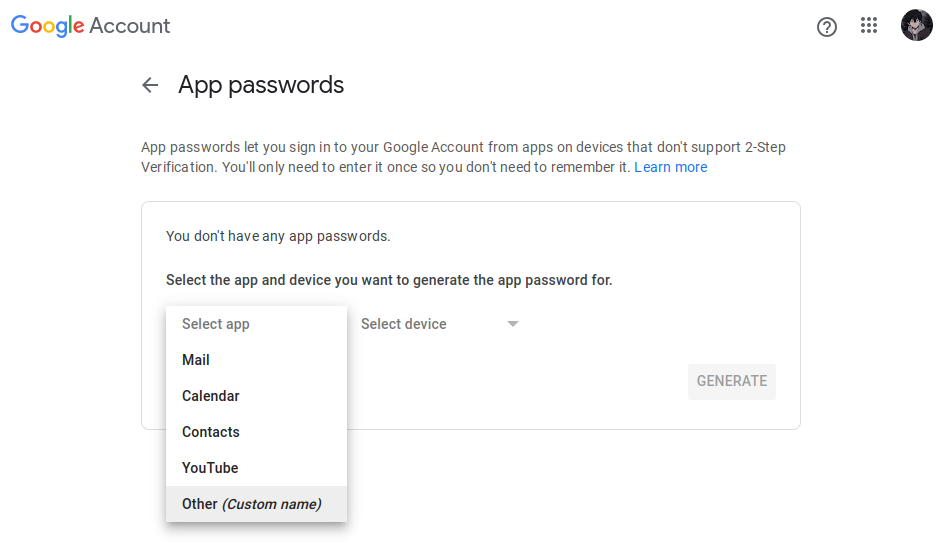 Google Account
App passwords
App passwords let you sign in to your Google Account from apps on devices that don't support 2-Step
Verification. You'll only need to enter it once so you don't need to remember it. Learn more
You don't have any app passwords.
Select the app and device you want to generate the app password for.
Select app
Select device
Mail
Calendar
GENERATE
Contacts
YouTube
Other (Custom name)